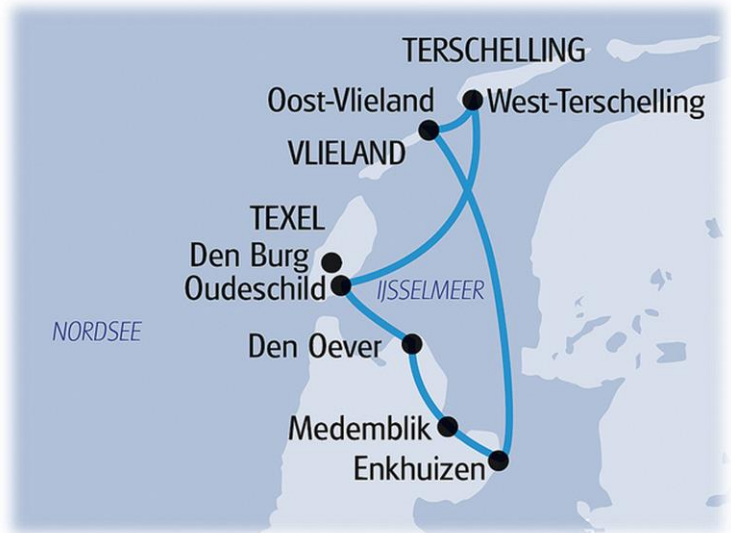 TERSCHELLING
Oost-Vlieland
West-Terschelling
VLIELAND
TEXEL
Den Burg
Oudeschild
IJSSELMEER
NORDSEE
Den Oever
Medemblik
Enkhuizen